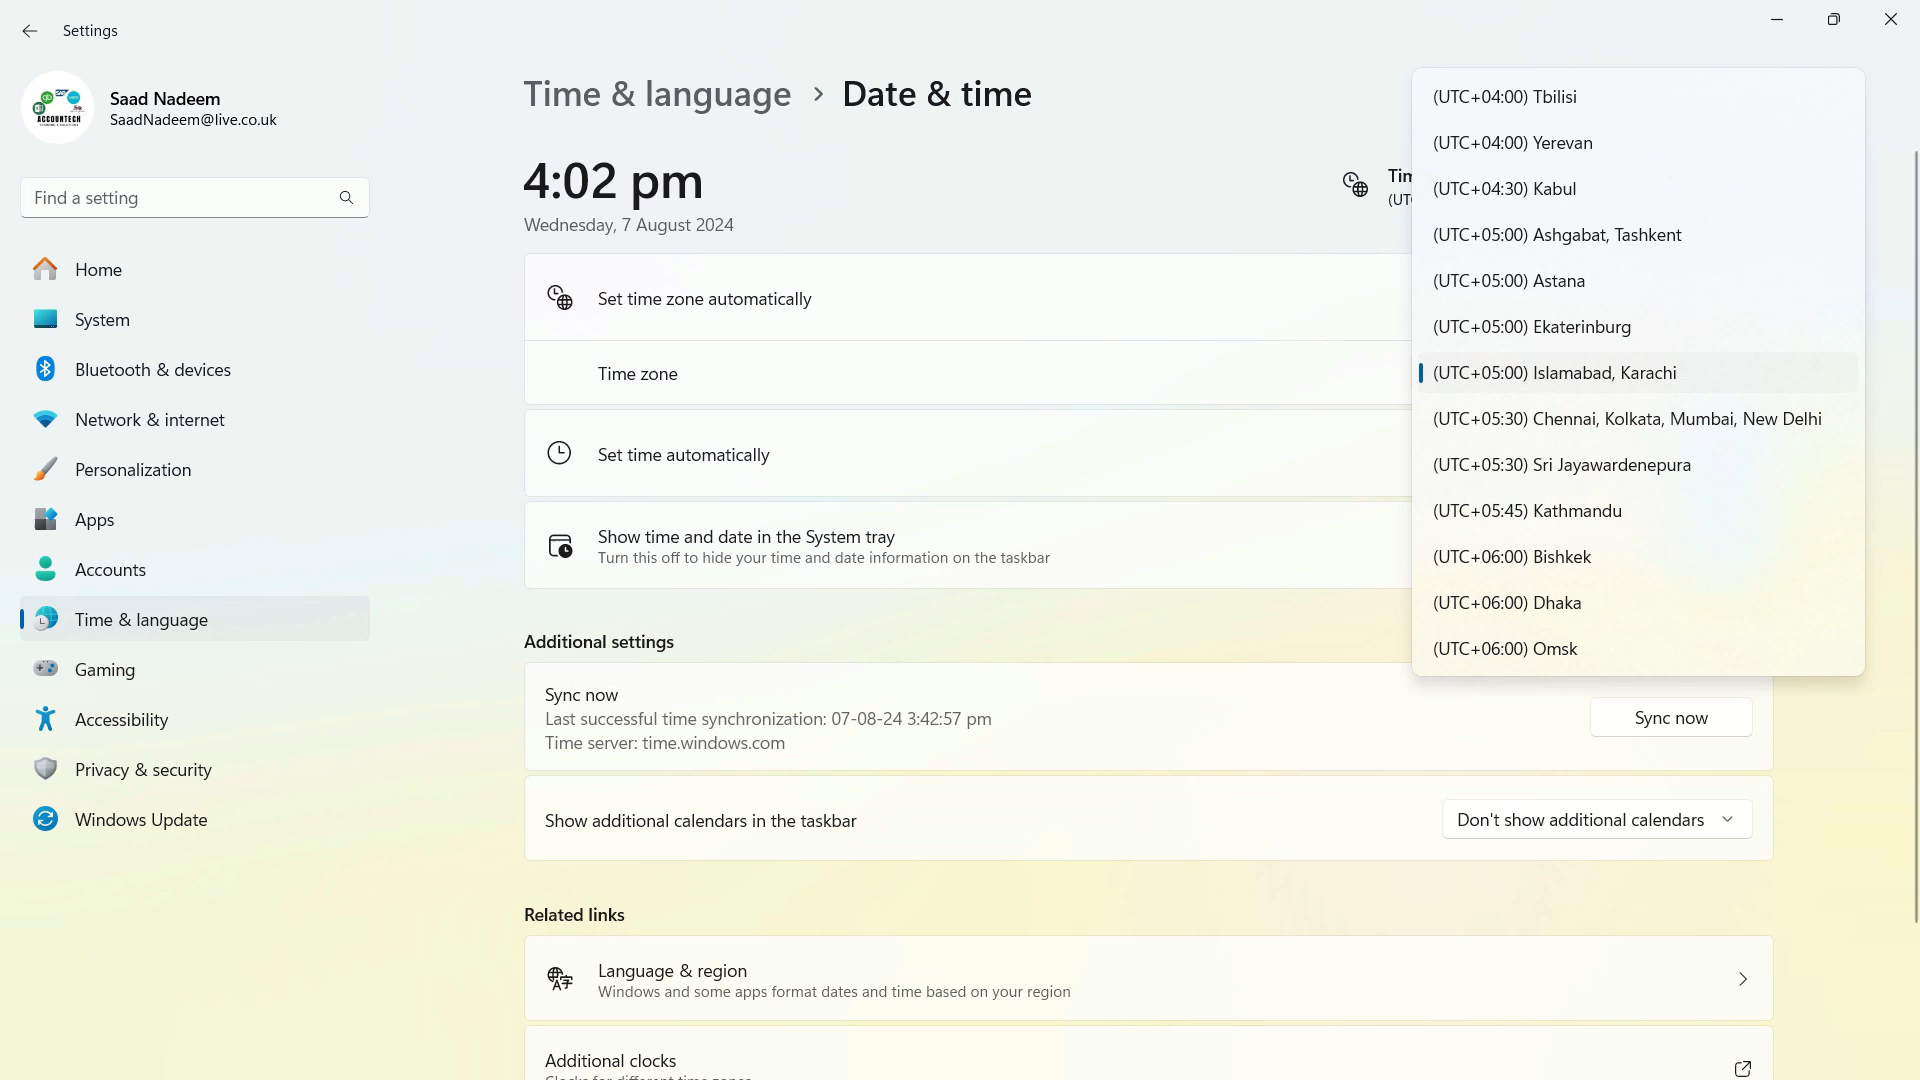 Settings
Saad Nadeem
SaadNadeem@live.co.uk
ACCOUNTECH
Find a setting
Home
System
Bluetooth & devices
Network & internet
Personalization
Apps
Accounts
Time & language
Gaming
Accessibility
Privacy & security
Windows Update
Time & language > Date & time
4:02 pm
Wednesday, 7 August 2024
Set time zone automatically
Time zone
Set time automatically
Show time and date in the System tray
Turn this off to hide your time and date information on the taskbar
(UTC+04:00) Tbilisi
(UTC+04:00) Yerevan
(UTC+04:30) Kabul
(UTC+05:00) Ashgabat, Tashkent
(UTC+05:00) Astana
(UTC+05:00) Ekaterinburg
(UTC+05:00) Islamabad, Karachi
(UTC+05:30) Chennai, Kolkata, Mumbai, New Delhi
(UTC+05:30) Sri Jayawardenepura
(UTC+05:45) Kathmandu
(UTC+06:00) Bishkek
(UTC+06:00) Dhaka
(UTC+06:00) Omsk
Additional settings
Sync now
Last successful time synchronization: 07-08-24 3:42:57 pm
Time server: time.windows.com
Sync now
Show additional calendars in the taskbar
Don't show additional calendars
Related links
Language & region
Windows and some apps format dates and time based on your region
Additional clocks